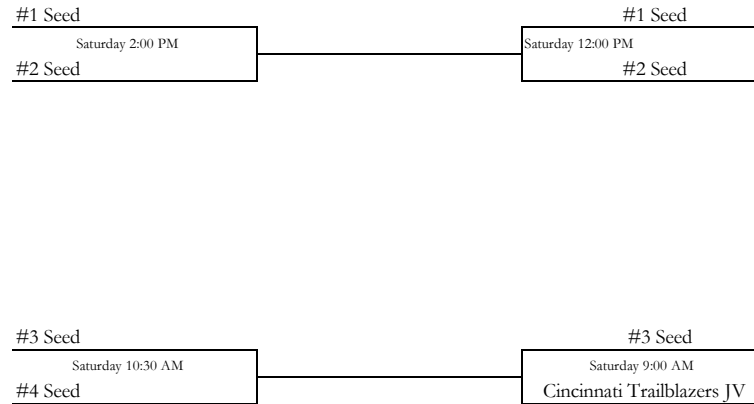 #1 Seed
#1 Seed
Saturday 2:00 PM
Saturday 12:00 PM
#2 Seed
#2 Seed
#3 Seed
#3 Seed
Saturday 10:30 AM
Saturday 9:00 AM
#4 Seed
Cincinnati Trailblazers JV